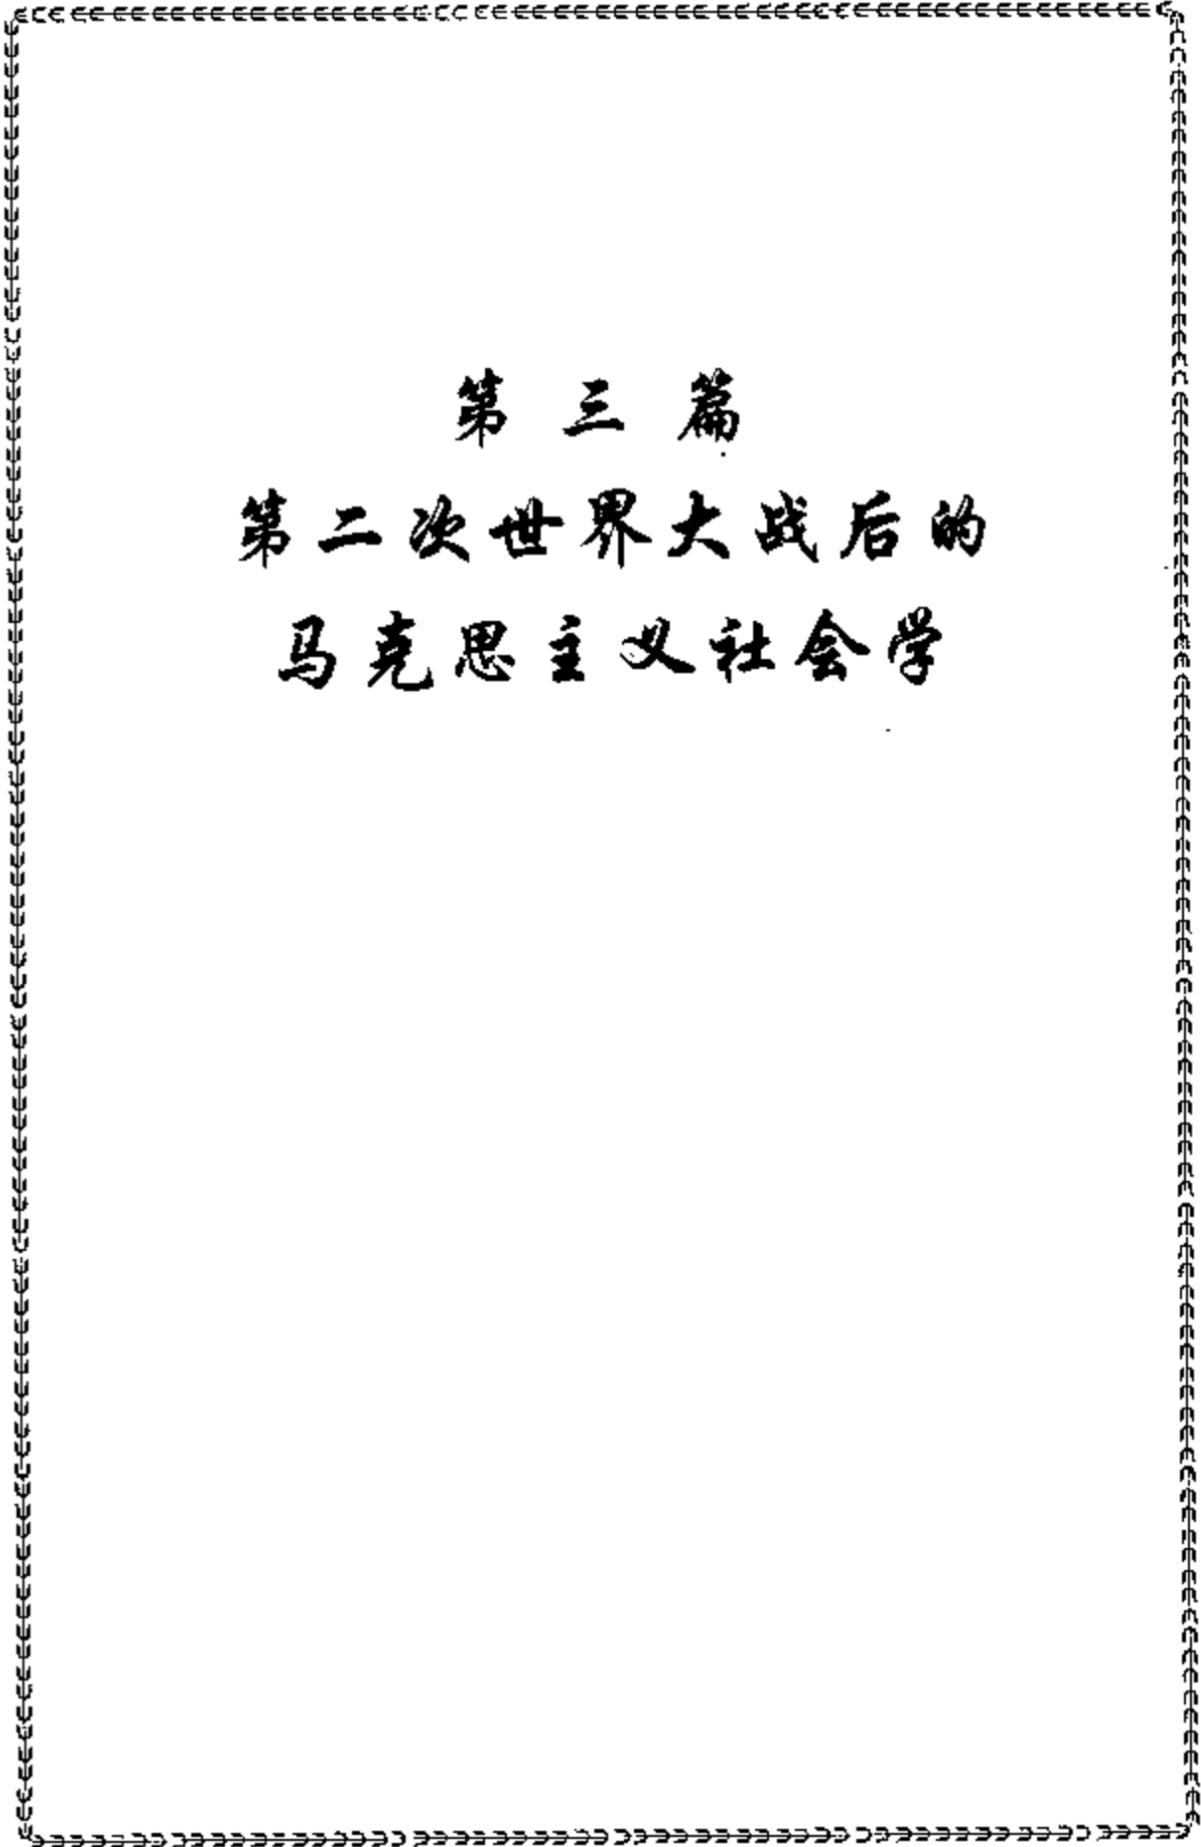 第三篇
第二次世界大战后的
马克思主义社会学